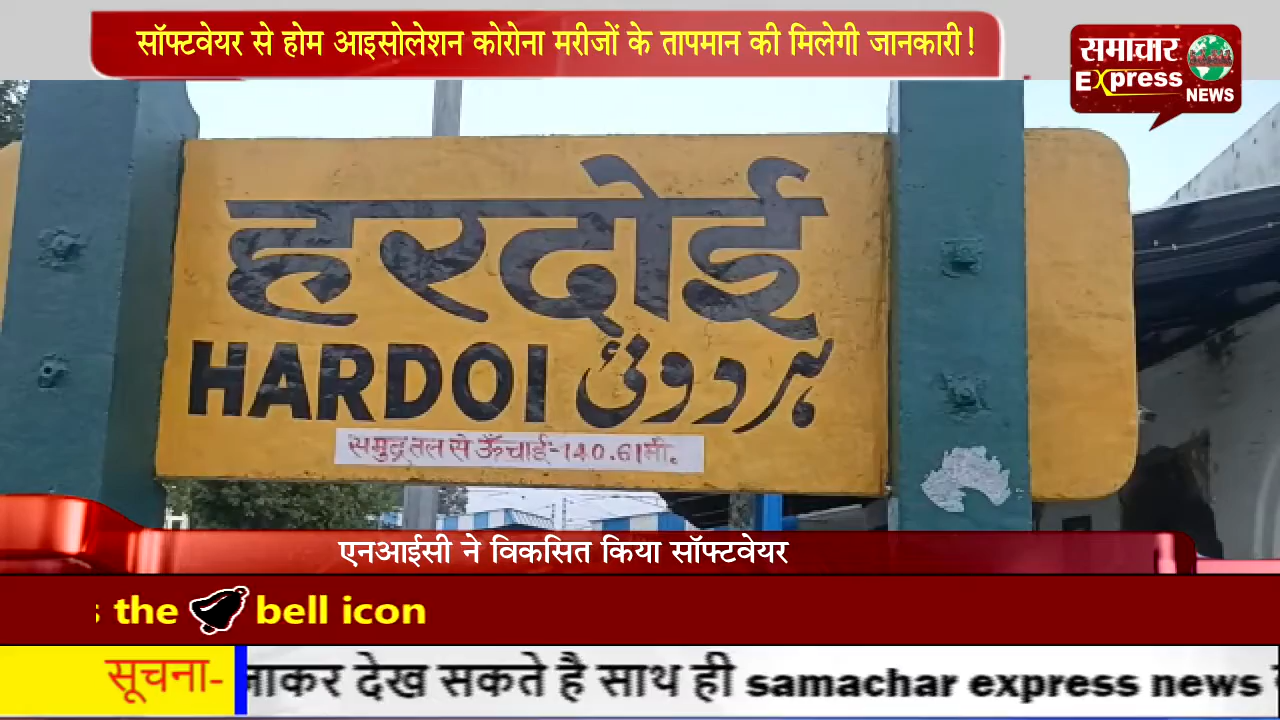 सॉफ्टवेयर से होम आइसोलेशन कोरोना मरीजों के तापमान की मिलेगी जानकारी!
समाचार
Express
NEWS
हरदोई
HARDOI ہردوئی
समुद्र तल से ऊँचाई-140.61मी.
एनआईसी ने विकसित किया सॉफ्टवेयर
the bell icon
सूचना- जाकर देख सकते है साथ ही samachar express news